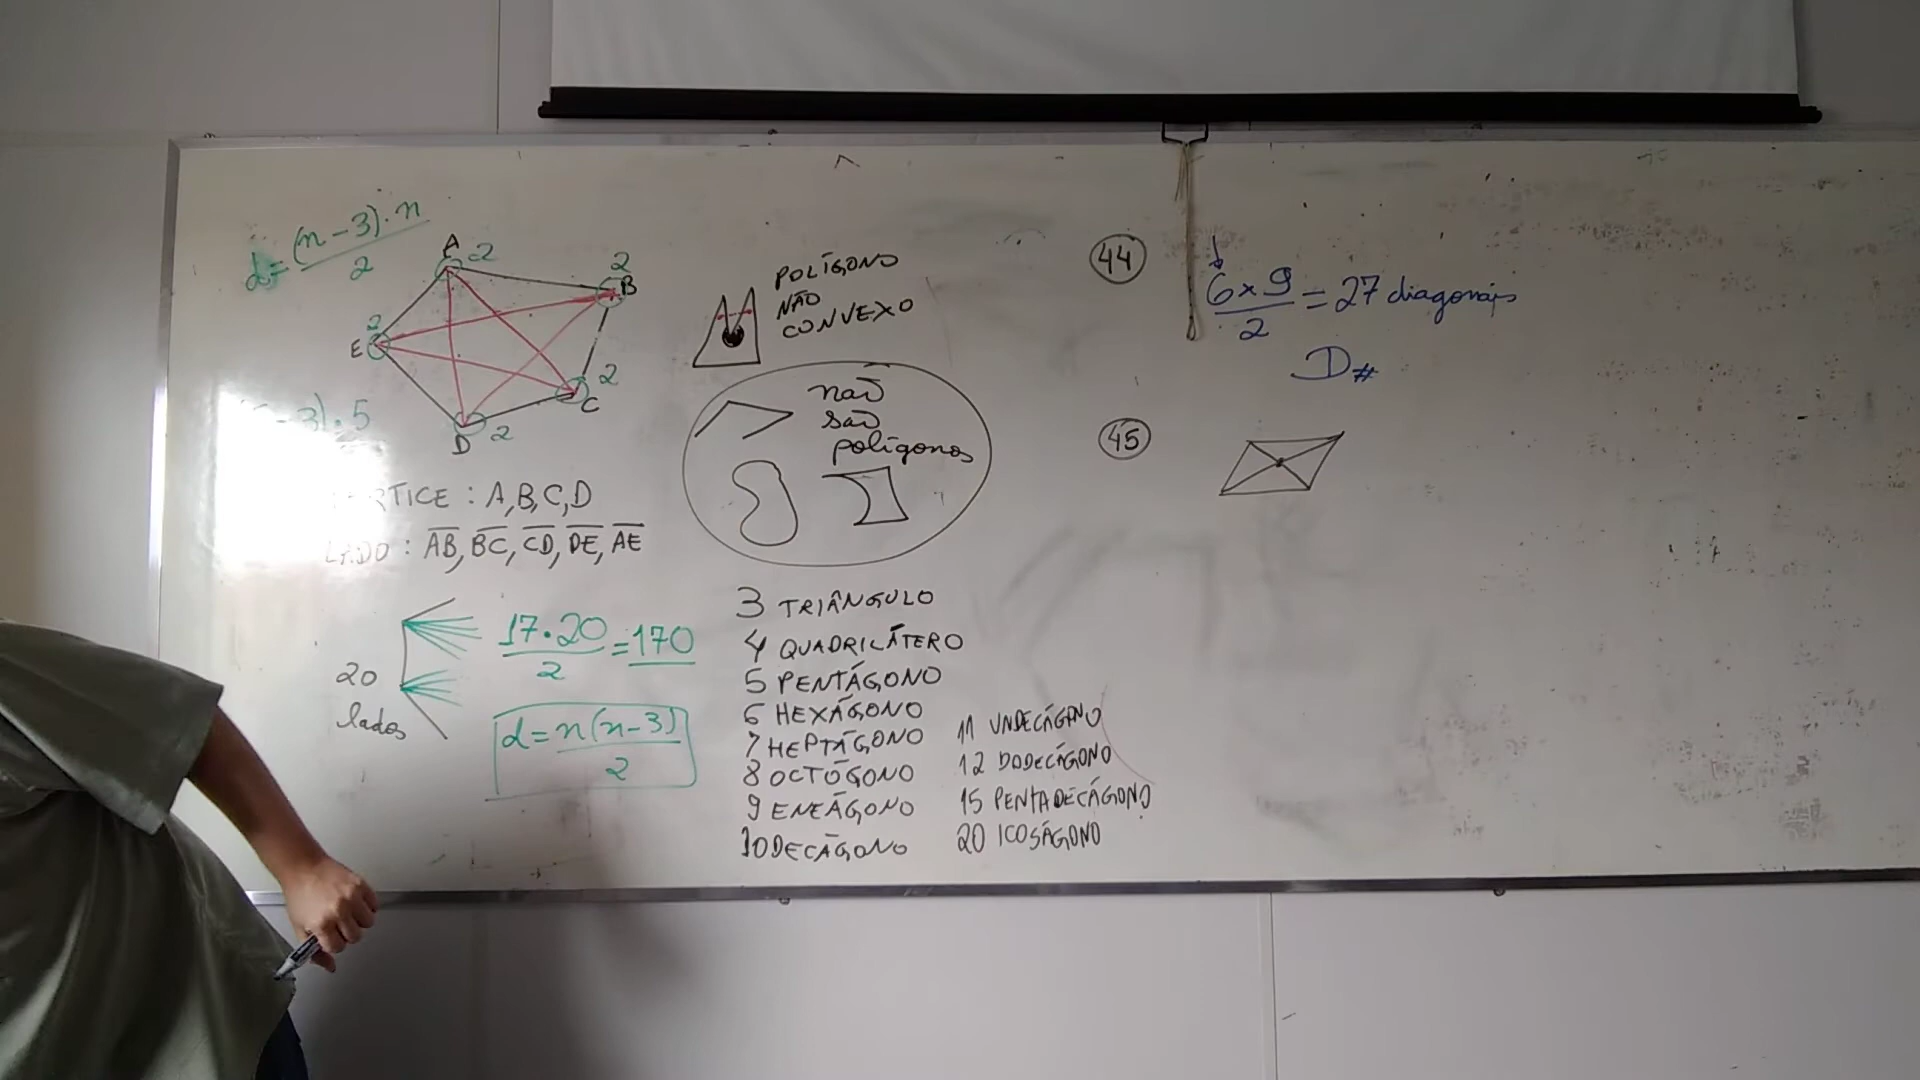 d = (n-3).n
2
A 2
2
B
2
E
2
C
D 2
-3).5
VÉRTICE : A,B,C,D
LADO : AB, BC, CD, DE, AE
20
lados
17.20 = 170
2
d = n(n-3)
2
POLÍGONO
NÃO
CONVEXO
não
são
polígonos
3 TRIÂNGULO
4 QUADRILÁTERO
5 PENTÁGONO
6 HEXÁGONO
7 HEPTÁGONO
8 OCTÓGONO
9 ENEÁGONO
10 DECÁGONO
11 UNDECÁGONO
12 DODECÁGONO
15 PENTADECÁGONO
20 ICOSÁGONO
44
6 x 9 = 27 diagonais
2
D#
45